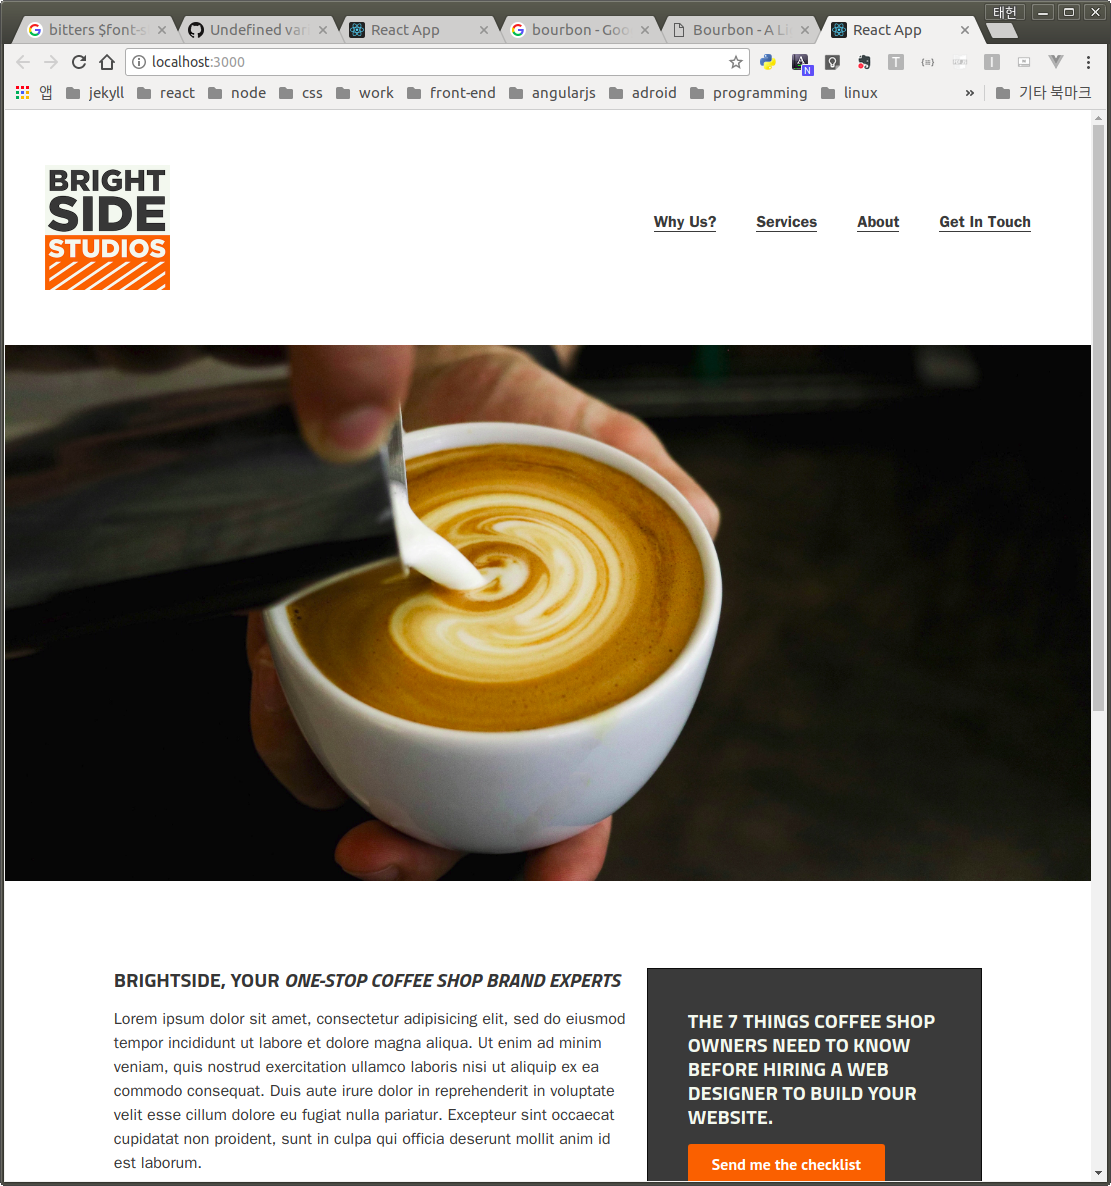 태헌
bitters $font-s
Undefined vari
React App
bourbon - Goo
Bourbon - A Li
React App
localhost:3000
앱 jekyll react node css work front-end angularjs adroid programming linux » 기타 북마크
BRIGHT
SIDE
STUDIOS
Why Us? Services About Get In Touch
BRIGHTSIDE, YOUR ONE-STOP COFFEE SHOP BRAND EXPERTS
Lorem ipsum dolor sit amet, consectetur adipisicing elit, sed do eiusmod
tempor incididunt ut labore et dolore magna aliqua. Ut enim ad minim
veniam, quis nostrud exercitation ullamco laboris nisi ut aliquip ex ea
commodo consequat. Duis aute irure dolor in reprehenderit in voluptate
velit esse cillum dolore eu fugiat nulla pariatur. Excepteur sint occaecat
cupidatat non proident, sunt in culpa qui officia deserunt mollit anim id
est laborum.
THE 7 THINGS COFFEE SHOP
OWNERS NEED TO KNOW
BEFORE HIRING A WEB
DESIGNER TO BUILD YOUR
WEBSITE.
Send me the checklist